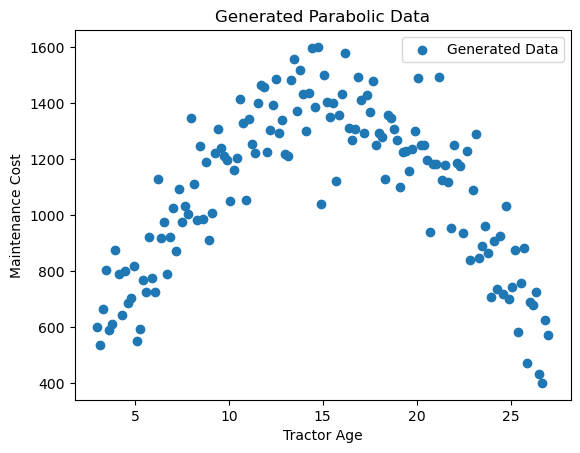 Generated Parabolic Data
Generated Data
Maintenance Cost
1600
1400
1200
1000
800
600
400
5 10 15 20 25
Tractor Age